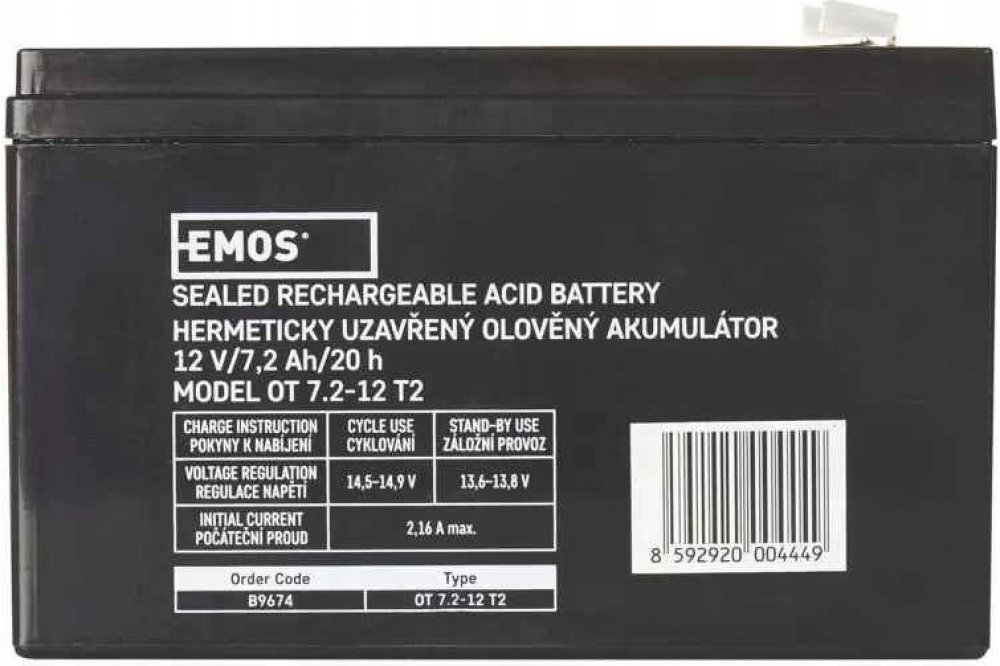 EMOS
SEALED RECHARGEABLE ACID BATTERY
HERMETICKY UZAVŘENÝ OLOVĚNÝ AKUMULÁTOR
12 V/7,2 Ah/20 h
MODEL OT 7.2-12 T2
CHARGE INSTRUCTION
POKYNY K NABÍJENÍ
CYCLE USE
CYKLOVÁNÍ
STAND-BY USE
ZÁLOŽNÍ PROVOZ
VOLTAGE REGULATION
REGULACE NAPĚTÍ
14,5–14,9 V
13,6–13,8 V
INITIAL CURRENT
POČÁTEČNÍ PROUD
2,16 A max.
Order Code
Type
B9674
OT 7.2-12 T2
8 592920 004449